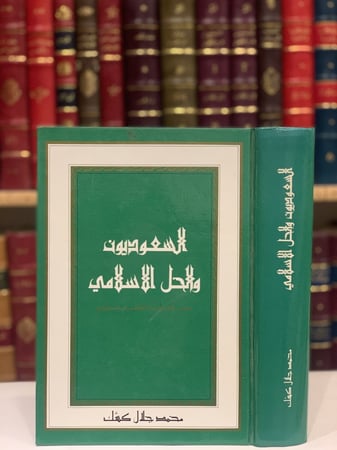 السعوديون
والحل الإسلامي
محمد جلال كشك
السعوديون والحل الإسلامي
محمد جلال كشك